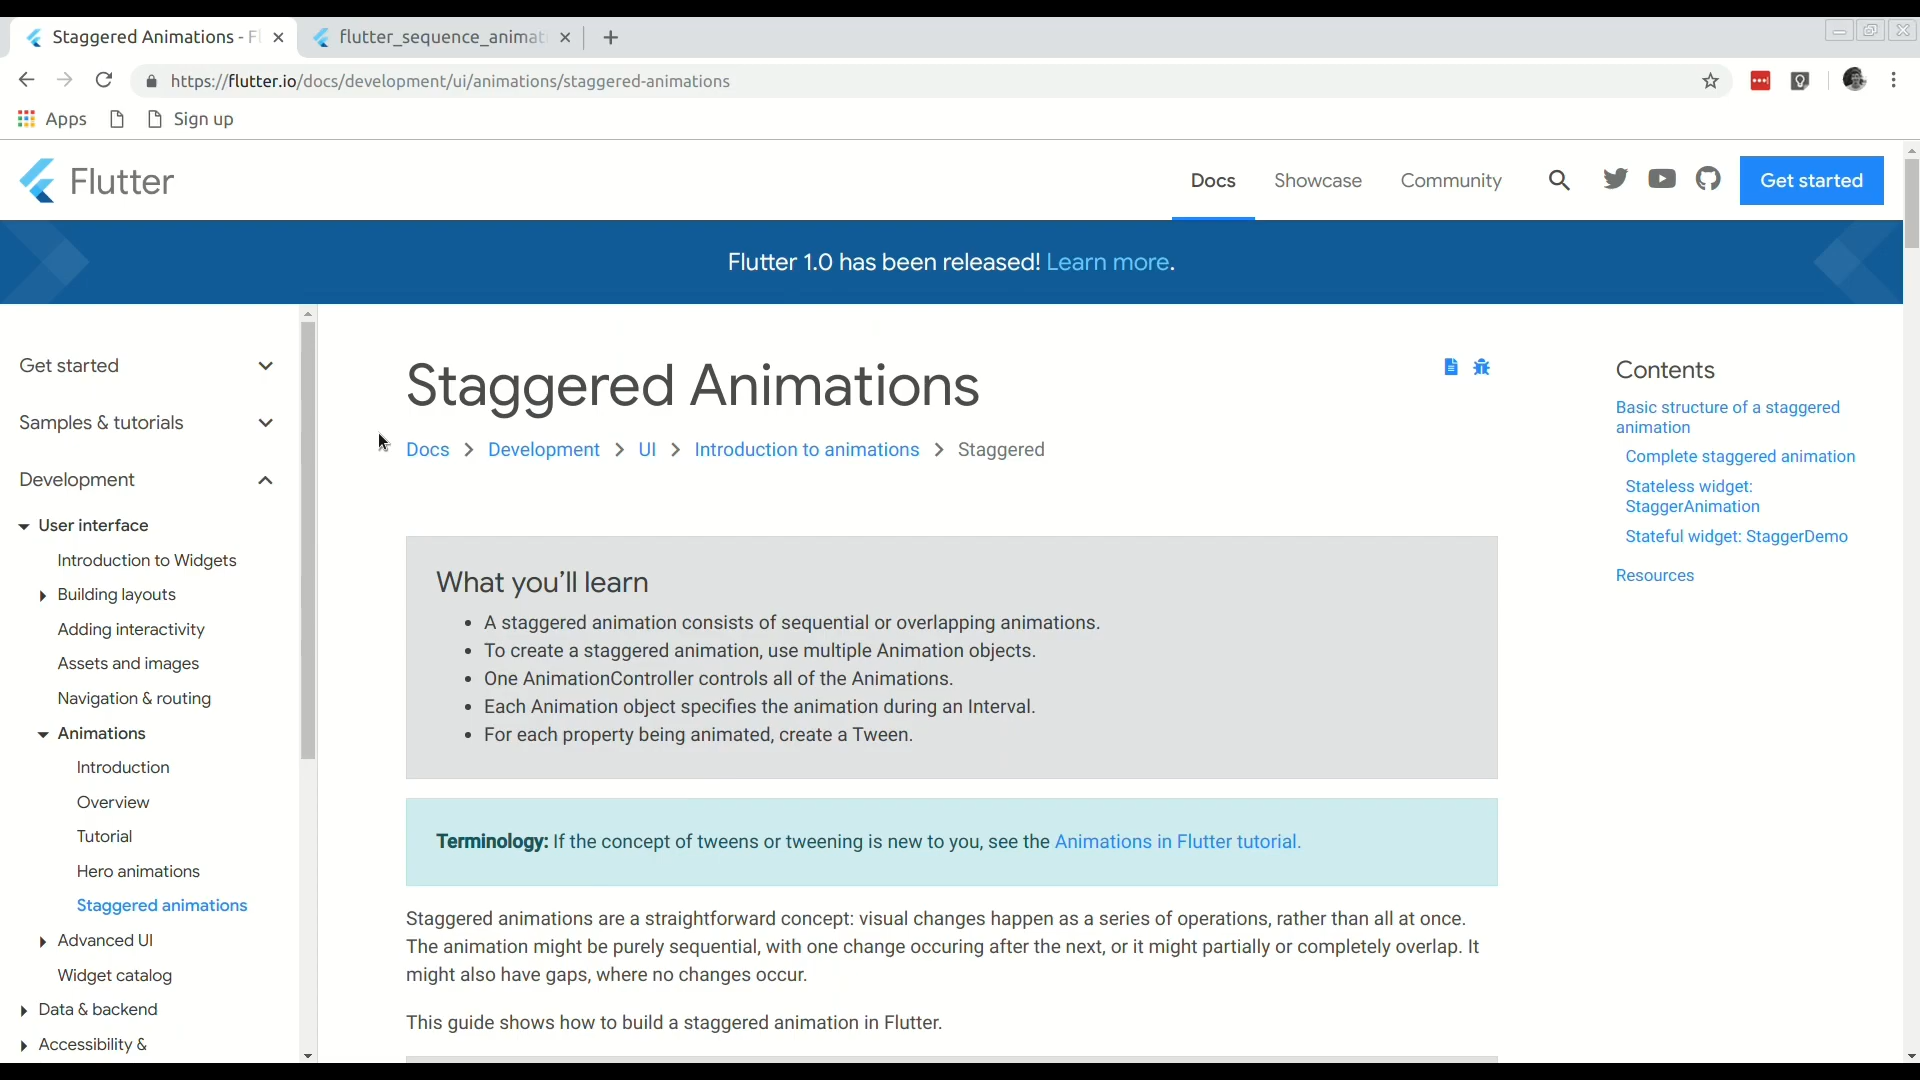 Staggered Animations - Fl
flutter_sequence_animat
https://flutter.io/docs/development/ui/animations/staggered-animations
Apps
Sign up
Flutter
Docs
Showcase
Community
Get started
Flutter 1.0 has been released! Learn more.
Get started
Samples & tutorials
Development
User interface
Introduction to Widgets
Building layouts
Adding interactivity
Assets and images
Navigation & routing
Animations
Introduction
Overview
Tutorial
Hero animations
Staggered animations
Advanced UI
Widget catalog
Data & backend
Accessibility &
Staggered Animations
Docs > Development > UI > Introduction to animations > Staggered
What you'll learn
• A staggered animation consists of sequential or overlapping animations.
• To create a staggered animation, use multiple Animation objects.
• One AnimationController controls all of the Animations.
• Each Animation object specifies the animation during an Interval.
• For each property being animated, create a Tween.
Terminology: If the concept of tweens or tweening is new to you, see the Animations in Flutter tutorial.
Staggered animations are a straightforward concept: visual changes happen as a series of operations, rather than all at once.
The animation might be purely sequential, with one change occuring after the next, or it might partially or completely overlap. It
might also have gaps, where no changes occur.
This guide shows how to build a staggered animation in Flutter.
Contents
Basic structure of a staggered
animation
Complete staggered animation
Stateless widget:
StaggerAnimation
Stateful widget: StaggerDemo
Resources